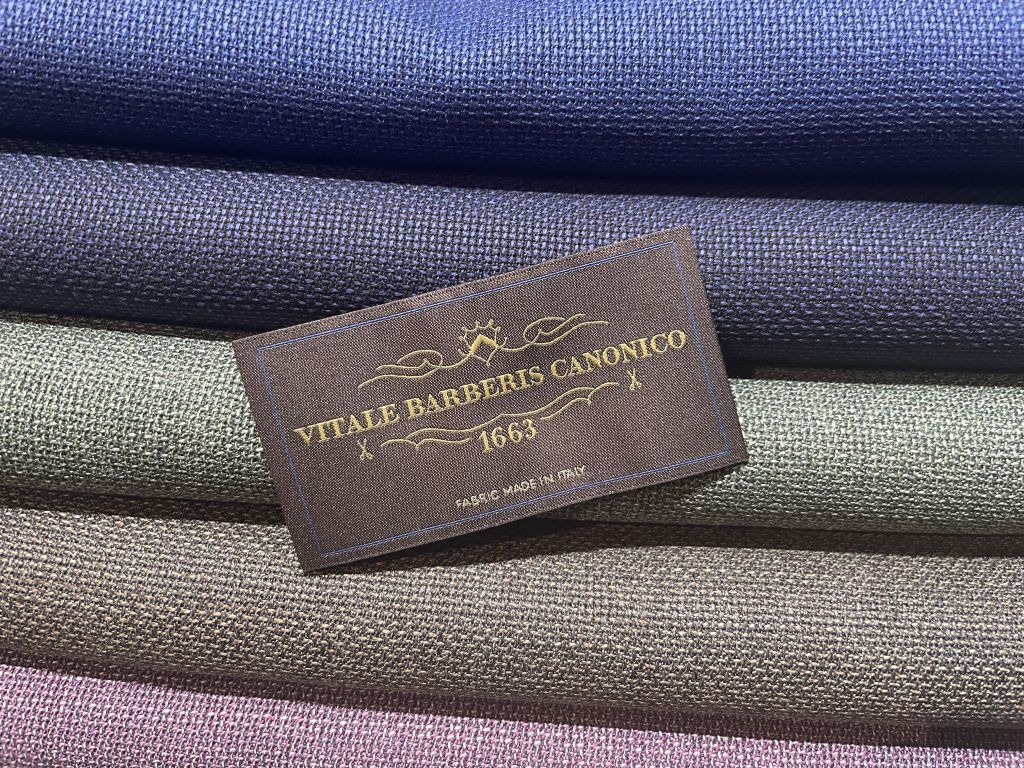 VITALE BARBERIS CANONICO
1663
FABRIC MADE IN ITALY